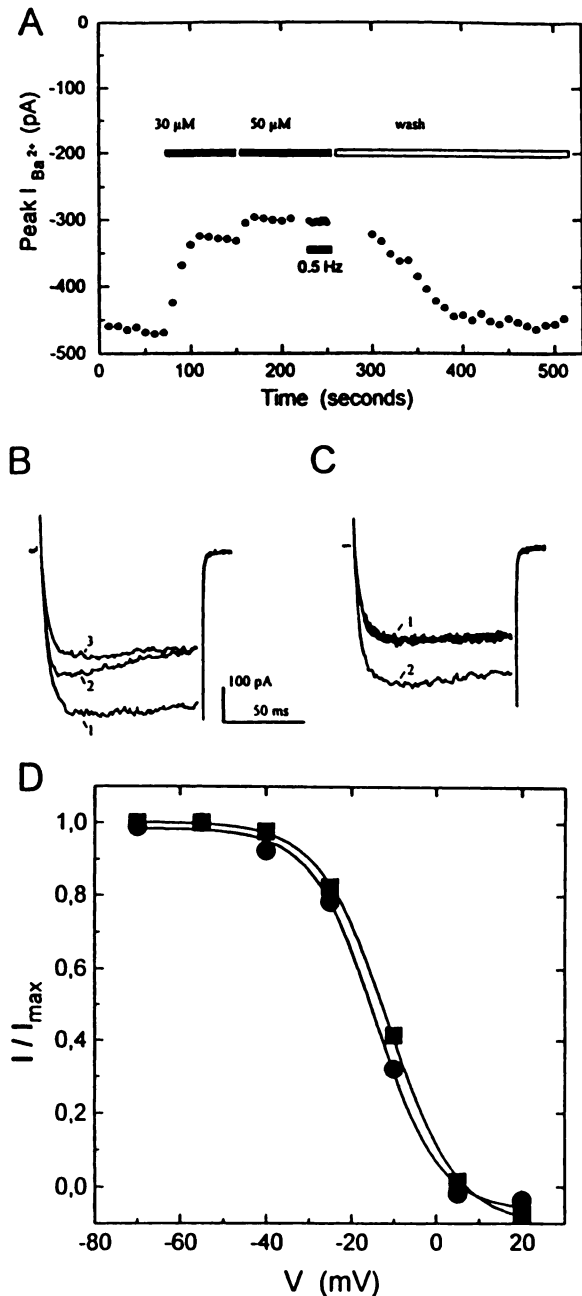 A
0
-100
-200
-300
-400
-500
Peak I Ba²⁺ (pA)
30 µM
50 µM
wash
0.5 Hz
0 100 200 300 400 500
Time (seconds)
B
3
2
1
100 pA
50 ms
C
1
2
D
1,0
0,8
0,6
0,4
0,2
0,0
I / Imax
-80 -60 -40 -20 0 20
V (mV)